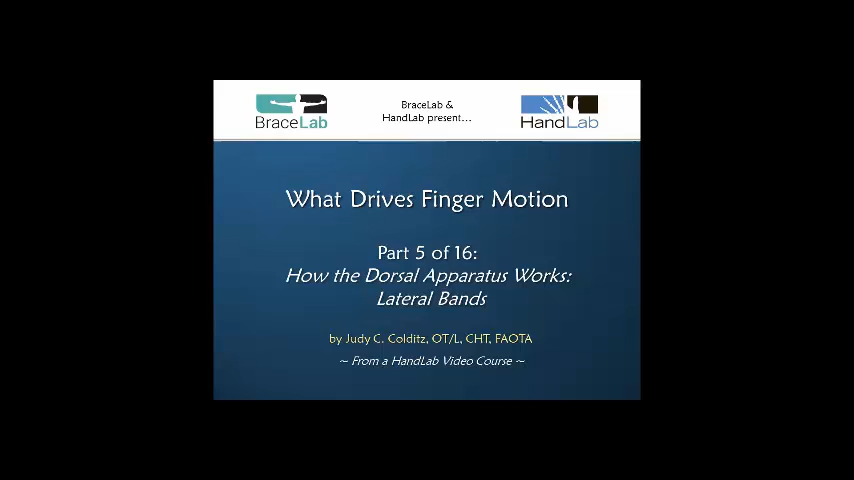 BraceLab
BraceLab &
HandLab present...
HandLab
What Drives Finger Motion
Part 5 of 16:
How the Dorsal Apparatus Works:
Lateral Bands
by Judy C. Colditz, OT/L, CHT, FAOTA
~ From a HandLab Video Course ~